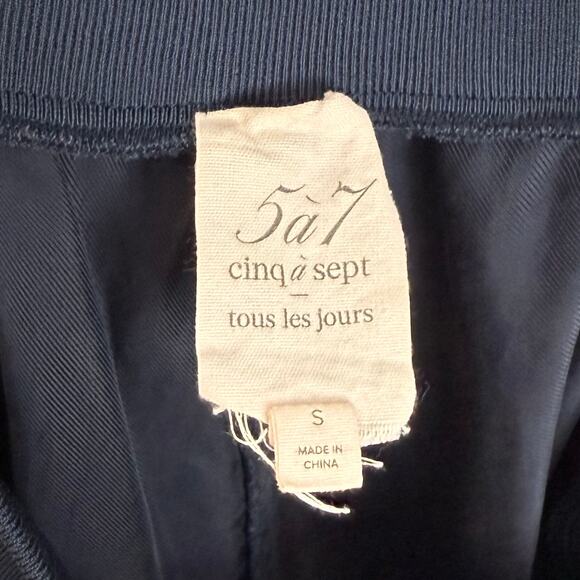 5à7
cinq à sept
—
tous les jours
S
MADE IN
CHINA